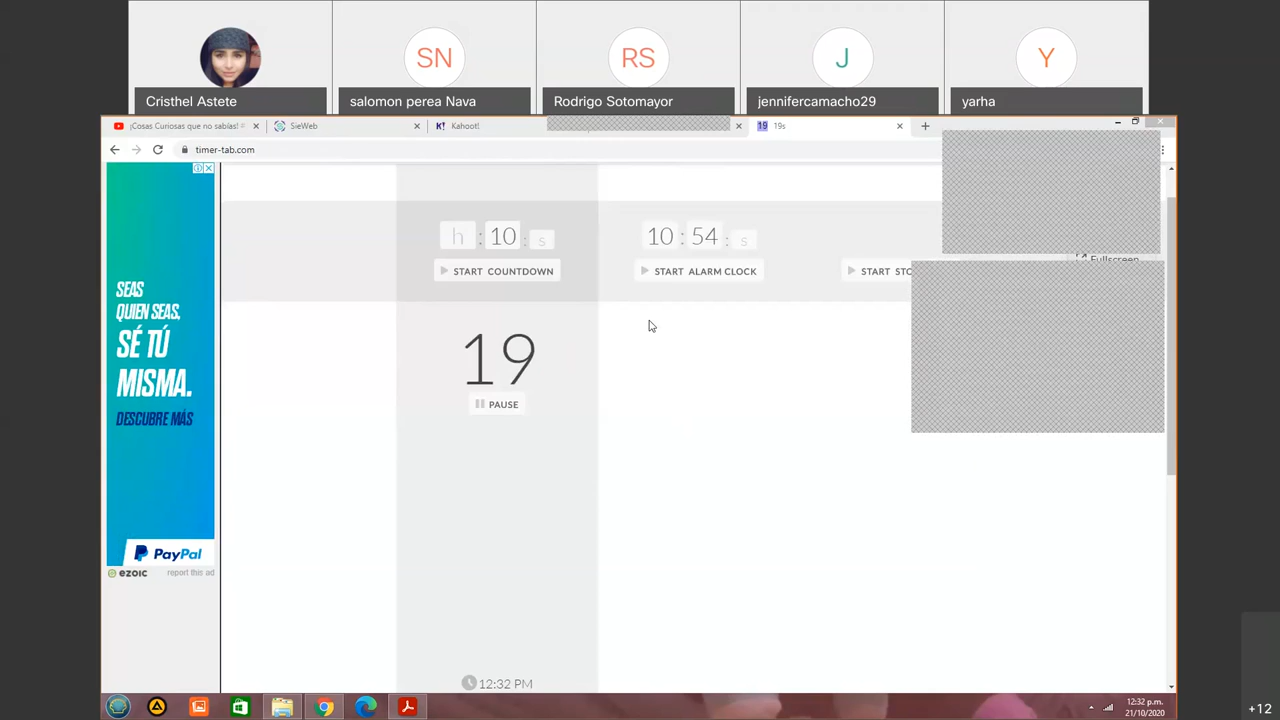 SN
RS
J
Y
Cristhel Astete
salomon perea Nava
Rodrigo Sotomayor
jennifercamacho29
yarha
¡Cosas Curiosas que no sabías!
SieWeb
K! Kahoot!
19 19s
timer-tab.com
h : 10 : s
10 : 54 : s
START COUNTDOWN
START ALARM CLOCK
START STO
Fullscreen
SEAS
QUIEN SEAS,
SÉ TÚ
MISMA.
DESCUBRE MÁS
19
PAUSE
PayPal
ezoic
report this ad
12:32 PM
12:32 p.m.
21/10/2020
+12